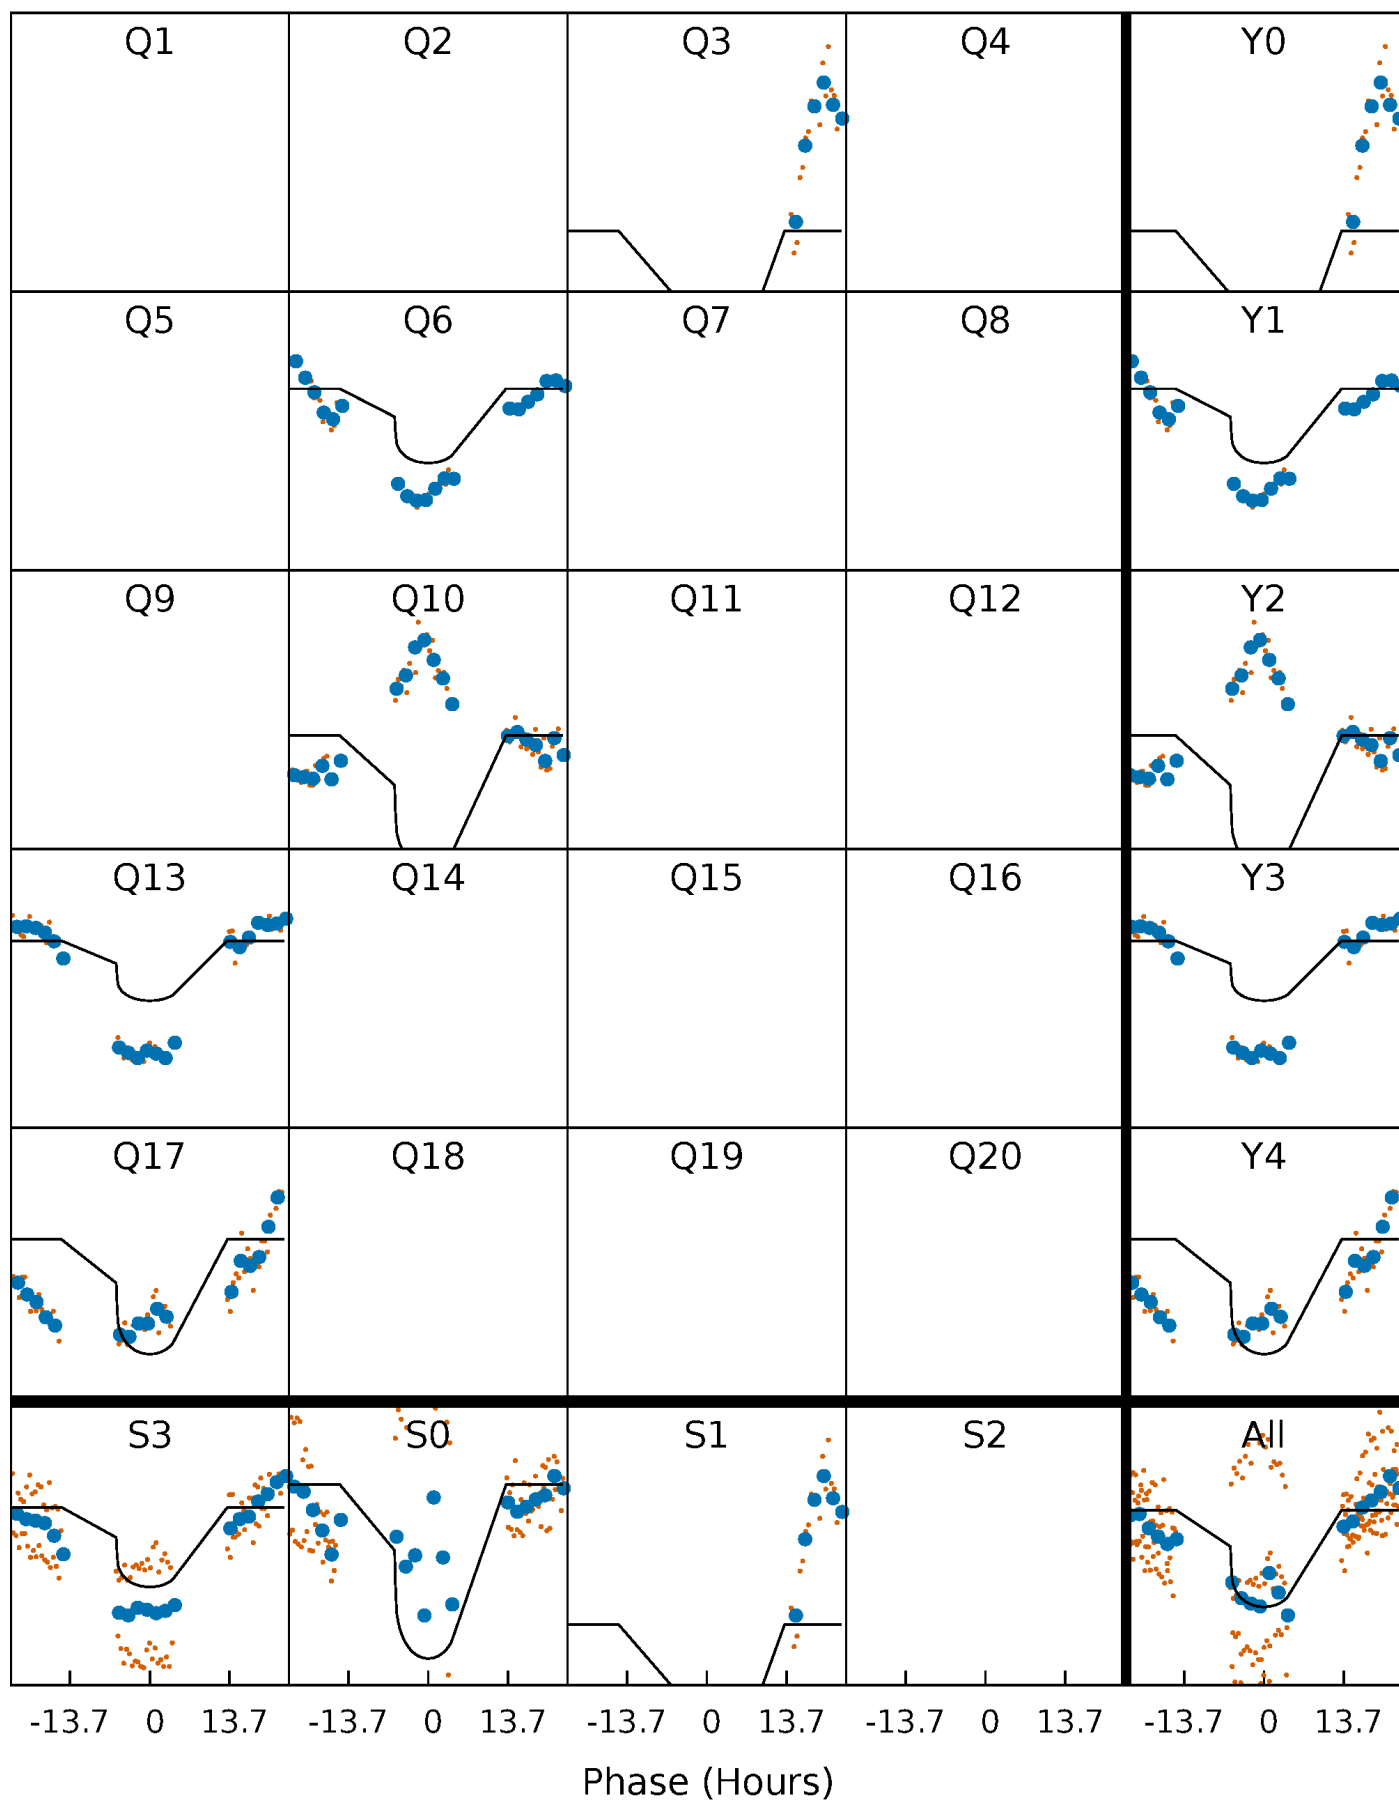 Q1 Q2 Q3 Q4 Y0
Q5 Q6 Q7 Q8 Y1
Q9 Q10 Q11 Q12 Y2
Q13 Q14 Q15 Q16 Y3
Q17 Q18 Q19 Q20 Y4
S3 S0 S1 S2 All
-13.7 0 13.7 -13.7 0 13.7 -13.7 0 13.7 -13.7 0 13.7 -13.7 0 13.7
Phase (Hours)